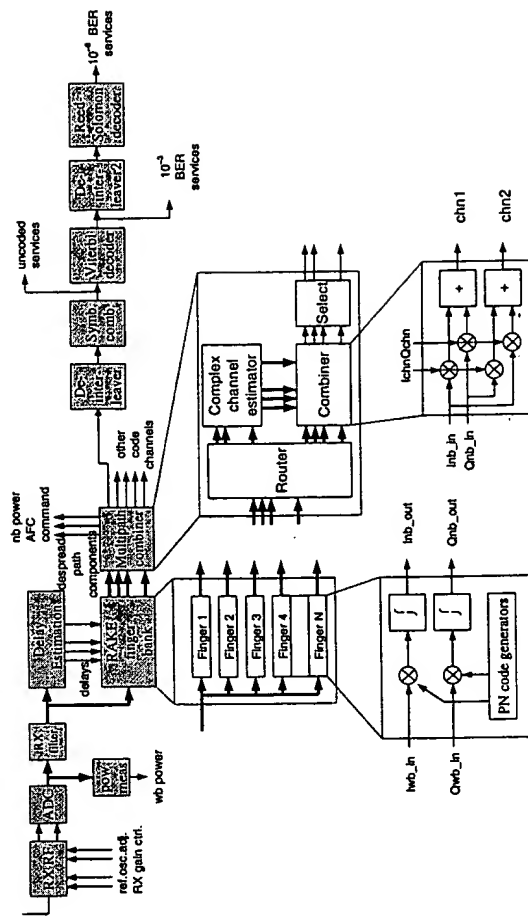 RX RF
ref.osc.adj.
RX gain ctrl.
ADC
pow
meas
wb power
RX
filter
Delay
Estimation
delays
RAKE
finger
bank
despread
path
components
nb power
AFC
command
Multipath
combiner
other
code
channels
De-
inter-
leaver
Symb.
comb.
uncoded
services
Viterbi
decoder
10⁻³
BER
services
De-
inter-
leaver2
Reed-
Solomon
decoder
10⁻⁶ BER
services
Finger 1
Finger 2
Finger 3
Finger 4
Finger N
Router
Complex
channel
estimator
Combiner
Select
Iwb_in
Qwb_in
PN code generators
∫
∫
Inb_out
Qnb_out
Inb_in
Qnb_in
IchnQchn
+
+
chn1
chn2